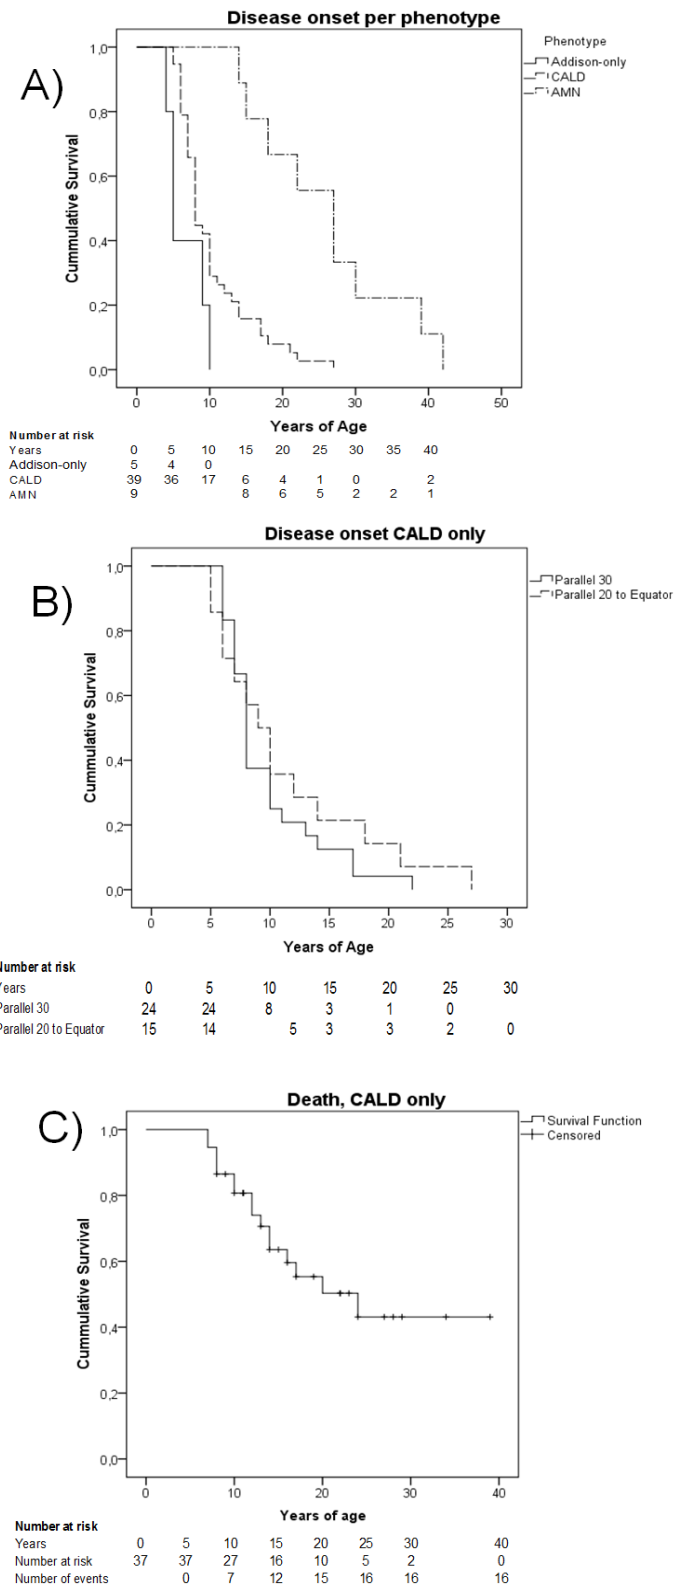 Disease onset per phenotype
A)
Phenotype
Addison-only
CALD
AMN
Cummulative Survival
1,0
0,8
0,6
0,4
0,2
0,0
0 10 20 30 40 50
Years of Age
Number at risk
Years 0 5 10 15 20 25 30 35 40
Addison-only 5 4 0
CALD 39 36 17 6 4 1 0 2
AMN 9 8 6 5 2 2 1
Disease onset CALD only
B)
Parallel 30
Parallel 20 to Equator
Cummulative Survival
1,0
0,8
0,6
0,4
0,2
0,0
0 5 10 15 20 25 30
Years of Age
Number at risk
Years 0 5 10 15 20 25 30
Parallel 30 24 24 8 3 1 0
Parallel 20 to Equator 15 14 5 3 3 2 0
Death, CALD only
C)
Survival Function
Censored
Cummulative Survival
1,0
0,8
0,6
0,4
0,2
0,0
0 10 20 30 40
Years of age
Number at risk
Years 0 5 10 15 20 25 30 40
Number at risk 37 37 27 16 10 5 2 0
Number of events 0 7 12 15 16 16 16